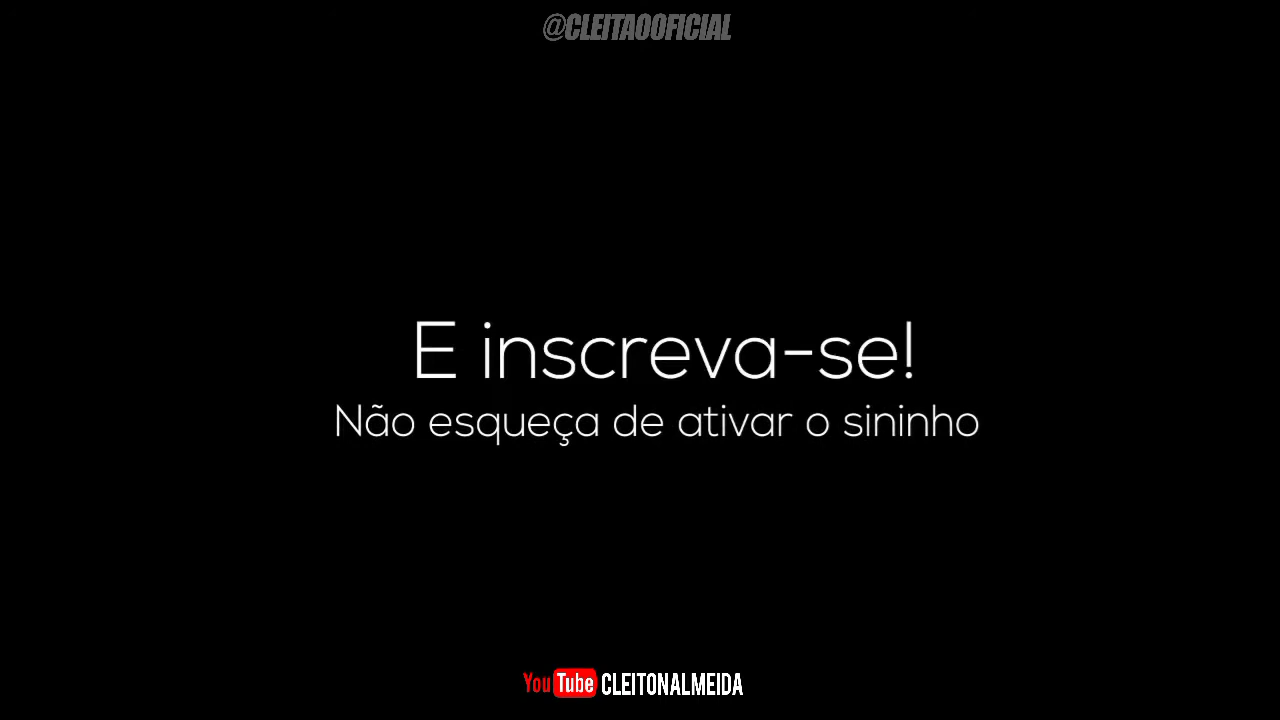 @CLEITAOOFICIAL
E inscreva-se!
Não esqueça de ativar o sininho
YouTube CLEITONALMEIDA